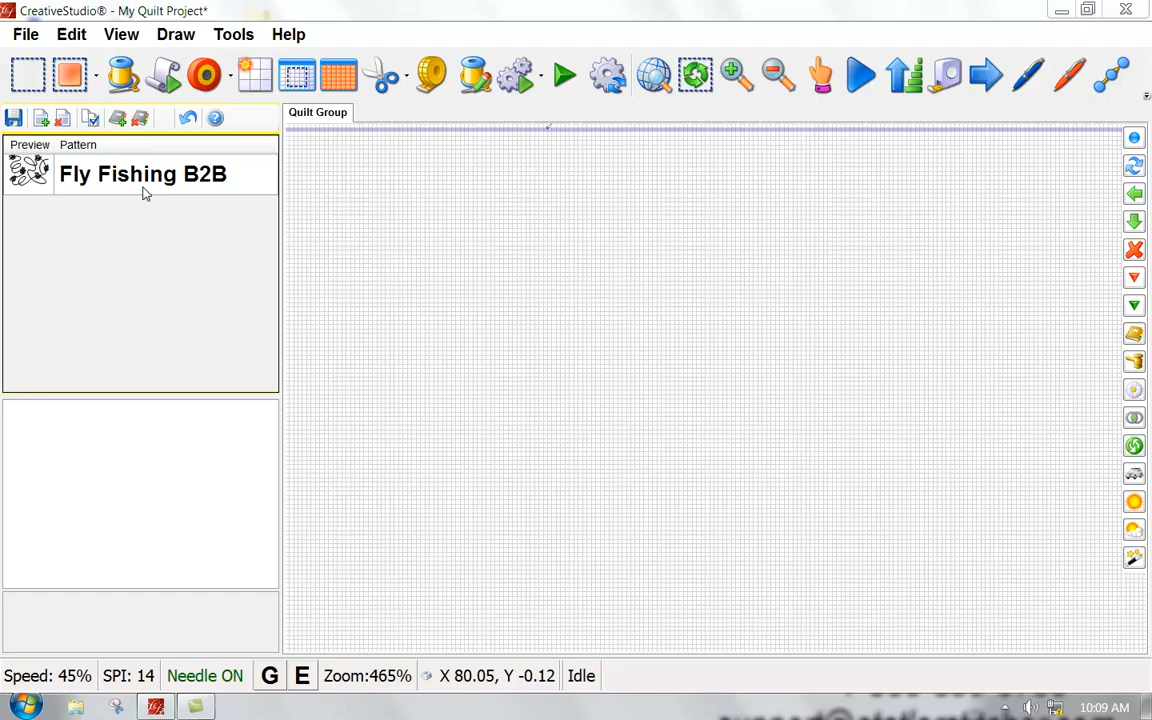 CreativeStudio® - My Quilt Project*
File Edit View Draw Tools Help
Quilt Group
Preview Pattern
Fly Fishing B2B
Speed: 45% SPI: 14 Needle ON G E Zoom:465% X 80.05, Y -0.12 Idle
10:09 AM